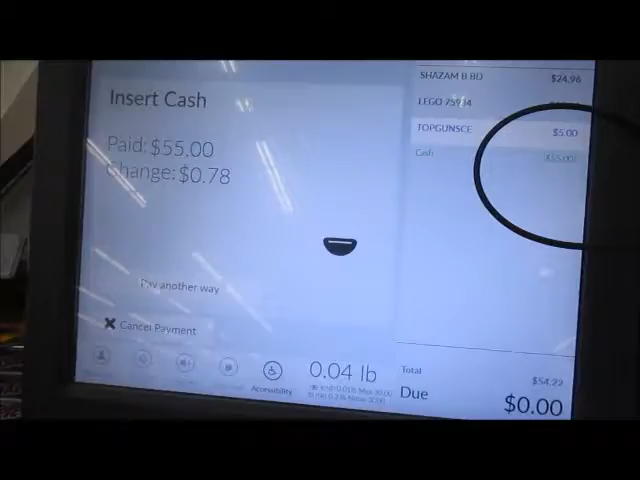 Insert Cash
Paid: $55.00
Change: $0.78
Pay another way
Cancel Payment
Accessibility
0.04 lb
SHAZAM B BD $24.96
LEGO 75934
TOPGUNSCE $5.00
Cash
Total $54.22
Due $0.00